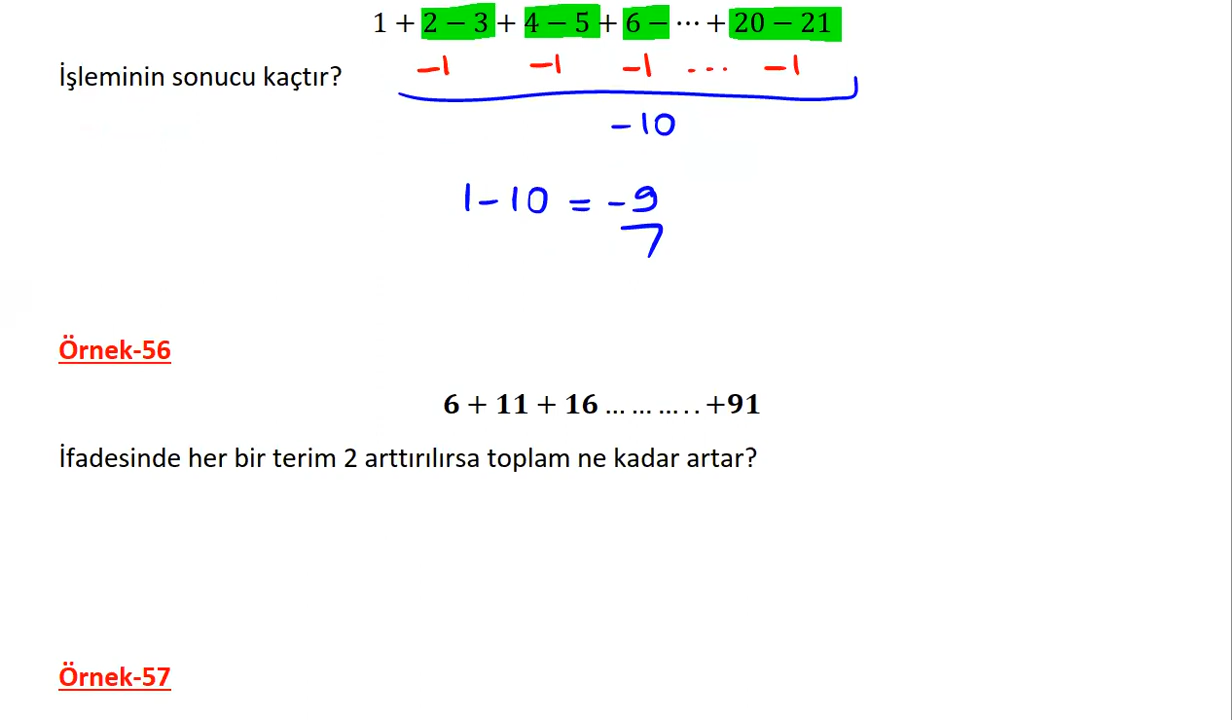 1 + 2 − 3 + 4 − 5 + 6 − ⋯ + 20 − 21
İşleminin sonucu kaçtır?
−1 −1 −1 ... −1
−10
1 − 10 = −9
Örnek-56
6 + 11 + 16 ... ... ... . . +91
İfadesinde her bir terim 2 arttırılırsa toplam ne kadar artar?
Örnek-57